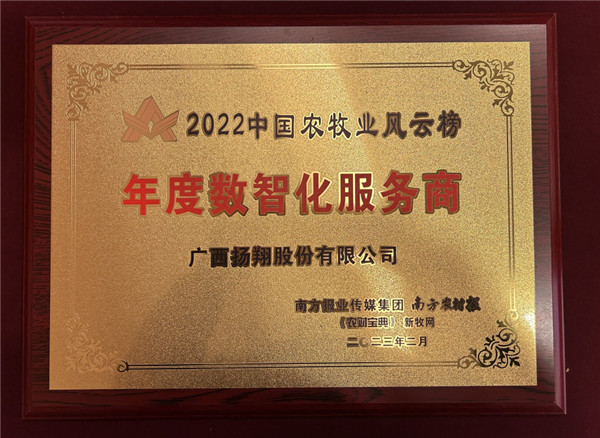 2022中国农牧业风云榜
年度数智化服务商
广西扬翔股份有限公司
南方报业传媒集团 南方农村报
《农财宝典》新牧网
二〇二三年二月